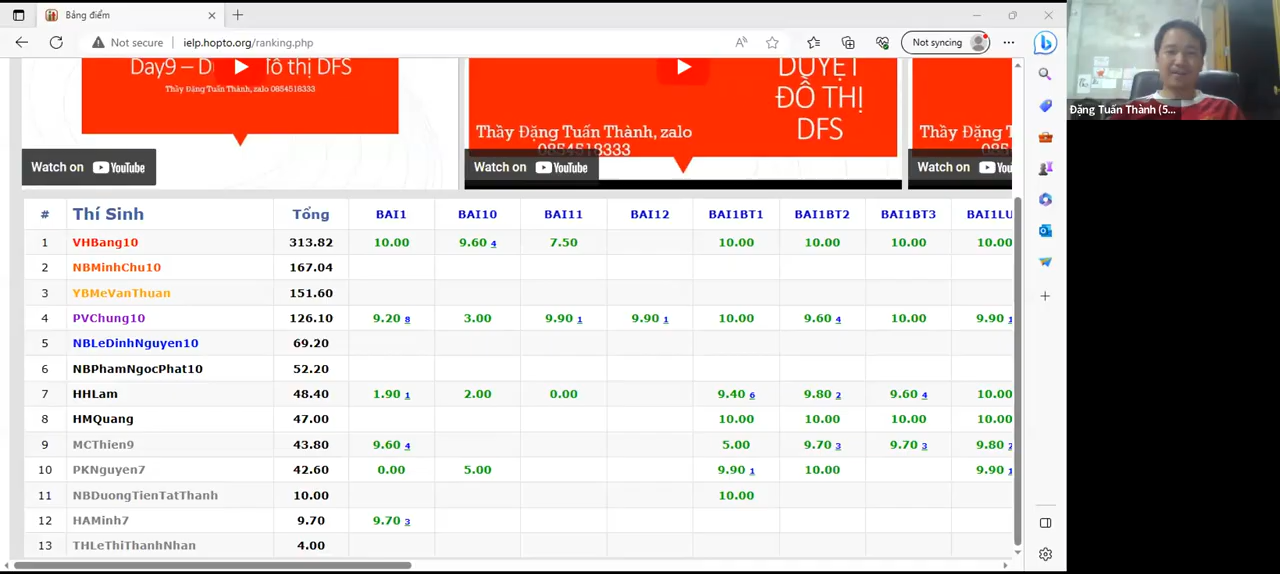 Bảng điểm
Not secure
ielp.hopto.org/ranking.php
Not syncing
Đặng Tuấn Thành (5...
Thầy Đặng Tuấn Thành, zalo 0854518333
Watch on YouTube
DUYỆT
ĐỒ THỊ
DFS
Thầy Đặng Tuấn Thành, zalo
0854518333
Watch on YouTube
Watch on
# Thí Sinh Tổng BAI1 BAI10 BAI11 BAI12 BAI1BT1 BAI1BT2 BAI1BT3 BAI1LU
1 VHBang10 313.82 10.00 9.60 4 7.50 10.00 10.00 10.00 10.00
2 NBMinhChu10 167.04
3 YBMeVanThuan 151.60
4 PVChung10 126.10 9.20 8 3.00 9.90 1 9.90 1 10.00 9.60 4 10.00 9.90 1
5 NBLeDinhNguyen10 69.20
6 NBPhamNgocPhat10 52.20
7 HHLam 48.40 1.90 1 2.00 0.00 9.40 6 9.80 2 9.60 4 10.00
8 HMQuang 47.00 10.00 10.00 10.00 10.00
9 MCThien9 43.80 9.60 4 5.00 9.70 3 9.70 3 9.80 2
10 PKNguyen7 42.60 0.00 5.00 9.90 1 10.00 9.90 1
11 NBDuongTienTatThanh 10.00 10.00
12 HAMinh7 9.70 9.70 3
13 THLeThiThanhNhan 4.00